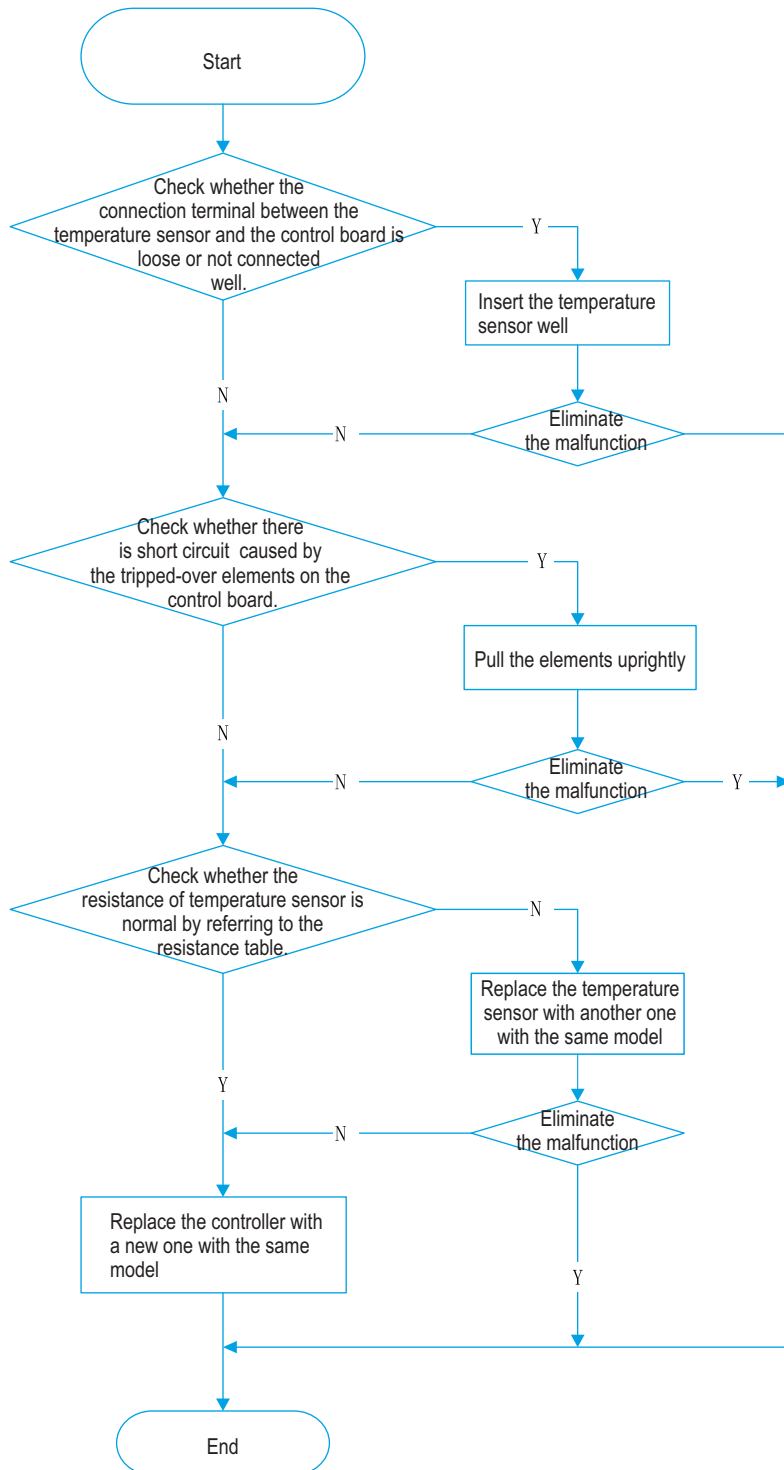 Start
Check whether the
connection terminal between the
temperature sensor and the control board is
loose or not connected
well.
Y
Insert the temperature
sensor well
N
Eliminate
the malfunction
N
Check whether there
is short circuit caused by
the tripped-over elements on the
control board.
Y
Pull the elements uprightly
N
Eliminate
the malfunction
N
Y
Check whether the
resistance of temperature sensor is
normal by referring to the
resistance table.
N
Replace the temperature
sensor with another one
with the same model
Y
Eliminate
the malfunction
N
Replace the controller with
a new one with the same
model
Y
End